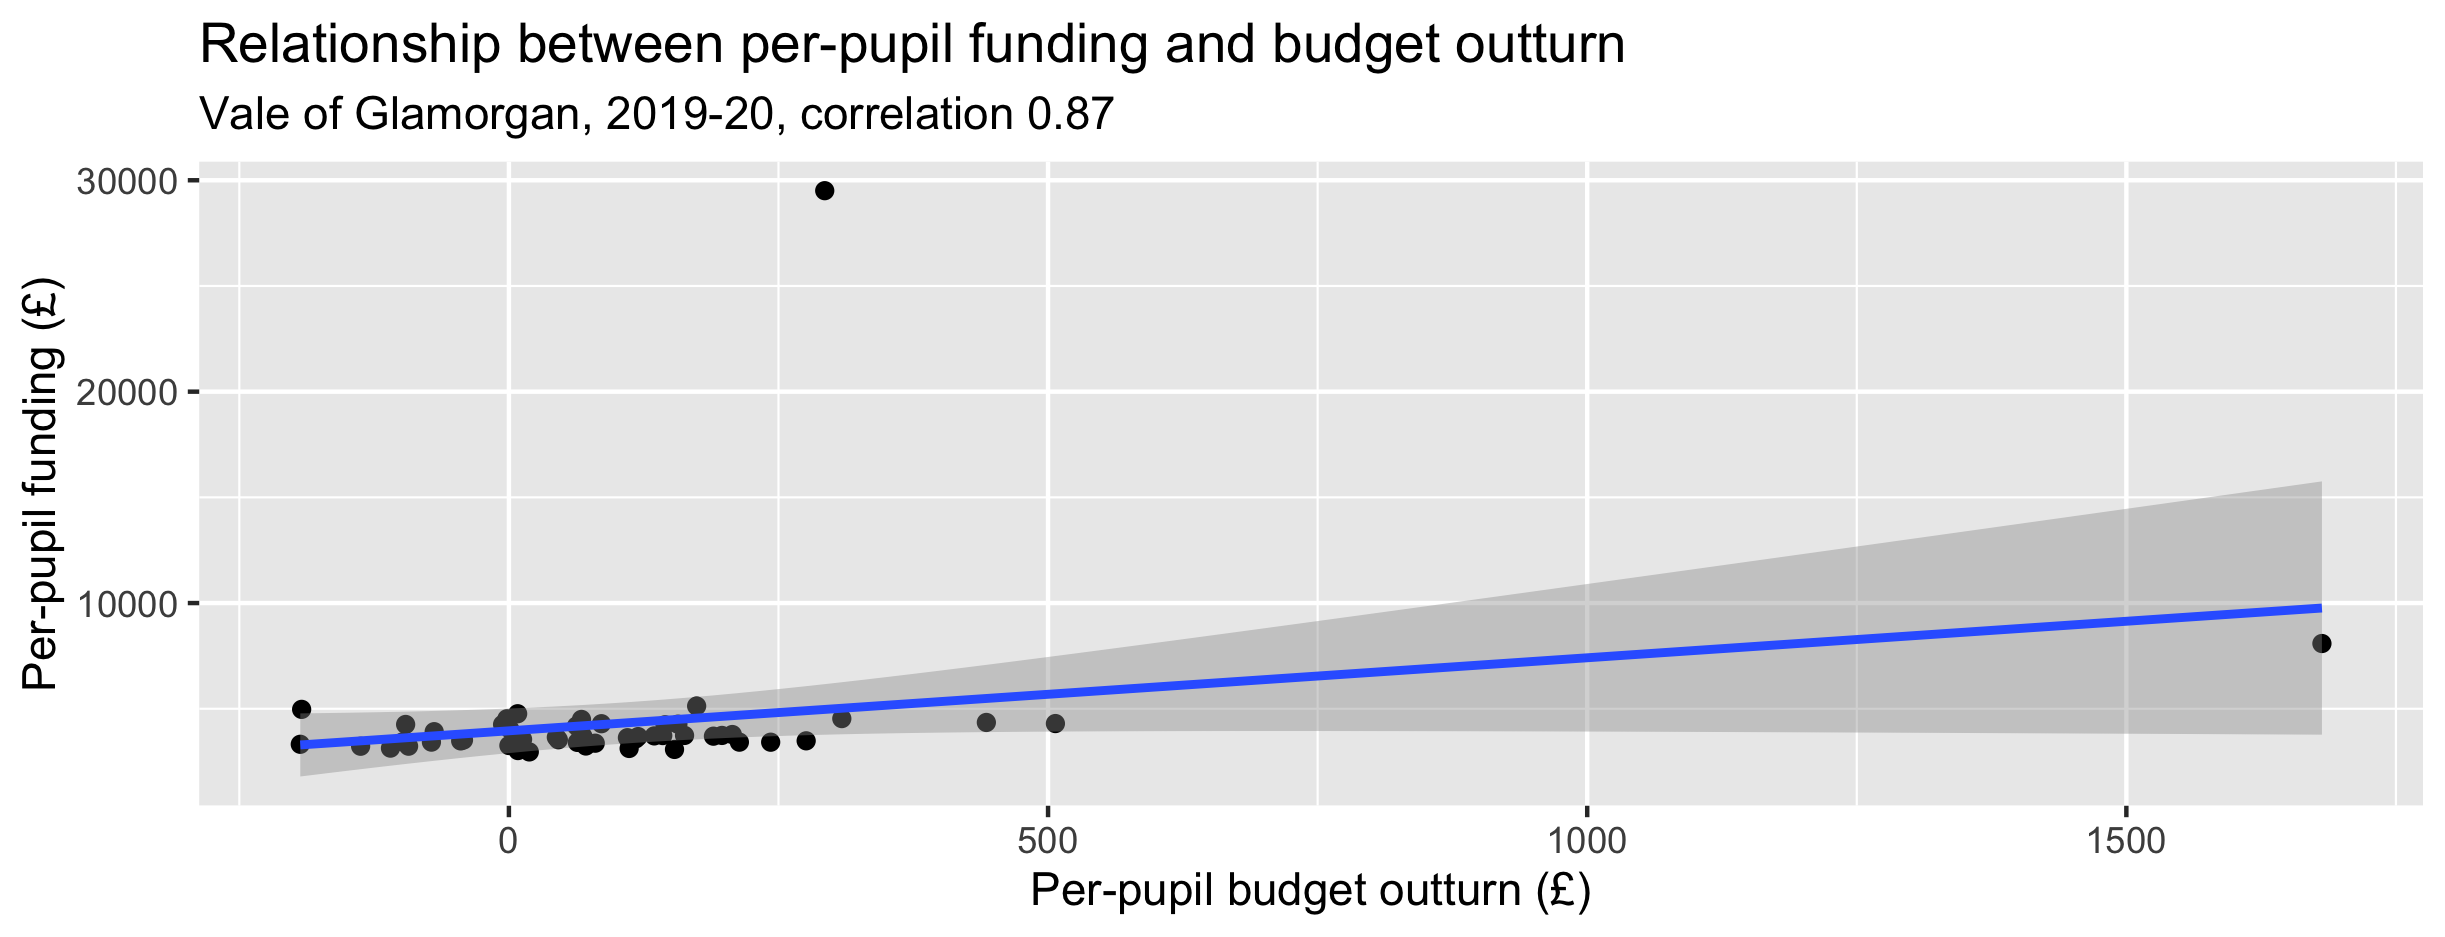 Relationship between per-pupil funding and budget outturn
Vale of Glamorgan, 2019-20, correlation 0.87
30000
20000
10000
Per-pupil funding (£)
0
500
1000
1500
Per-pupil budget outturn (£)